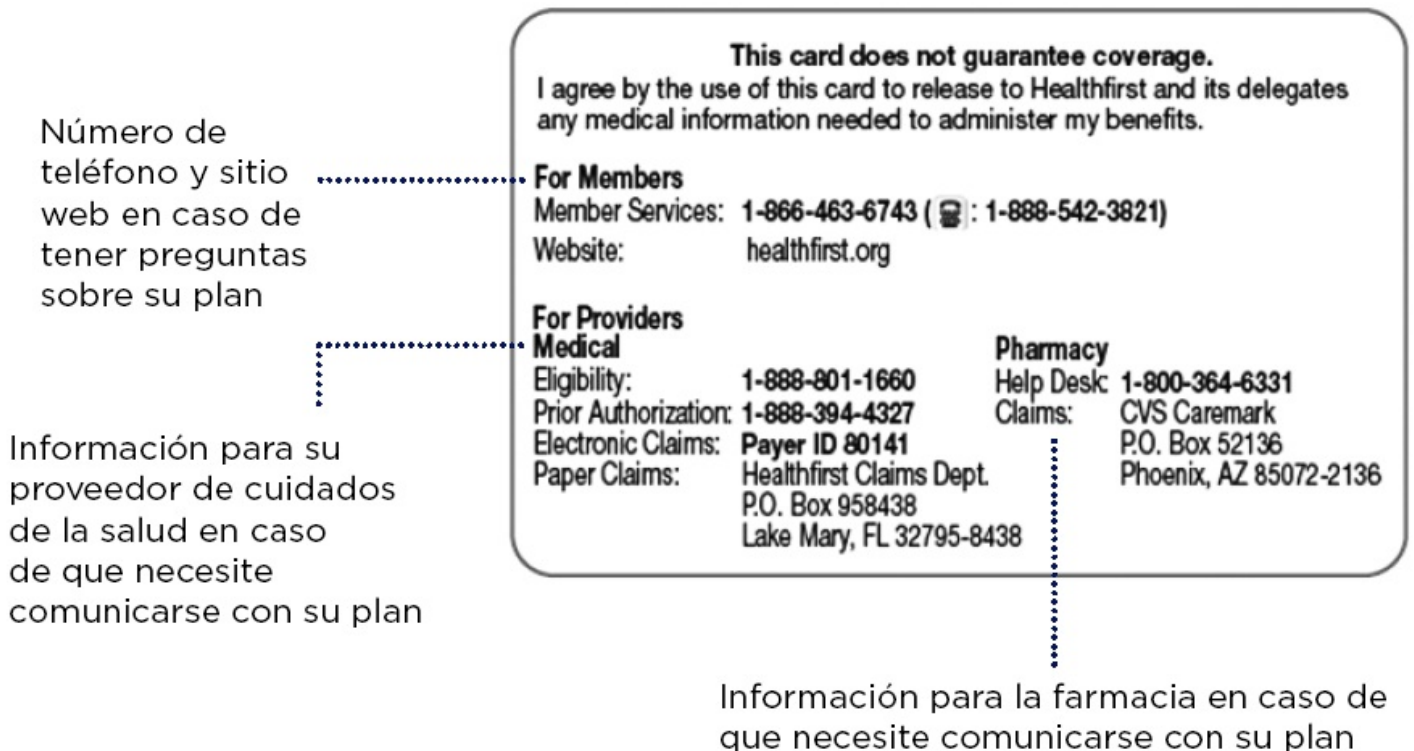 This card does not guarantee coverage.
I agree by the use of this card to release to Healthfirst and its delegates
any medical information needed to administer my benefits.
Número de
teléfono y sitio
web en caso de
tener preguntas
sobre su plan
For Members
Member Services: 1-866-463-6743 ( : 1-888-542-3821)
Website: healthfirst.org
Información para su
proveedor de cuidados
de la salud en caso
de que necesite
comunicarse con su plan
For Providers
Medical
Eligibility: 1-888-801-1660
Prior Authorization: 1-888-394-4327
Electronic Claims: Payer ID 80141
Paper Claims: Healthfirst Claims Dept.
P.O. Box 958438
Lake Mary, FL 32795-8438
Pharmacy
Help Desk: 1-800-364-6331
Claims: CVS Caremark
P.O. Box 52136
Phoenix, AZ 85072-2136
Información para la farmacia en caso de
que necesite comunicarse con su plan